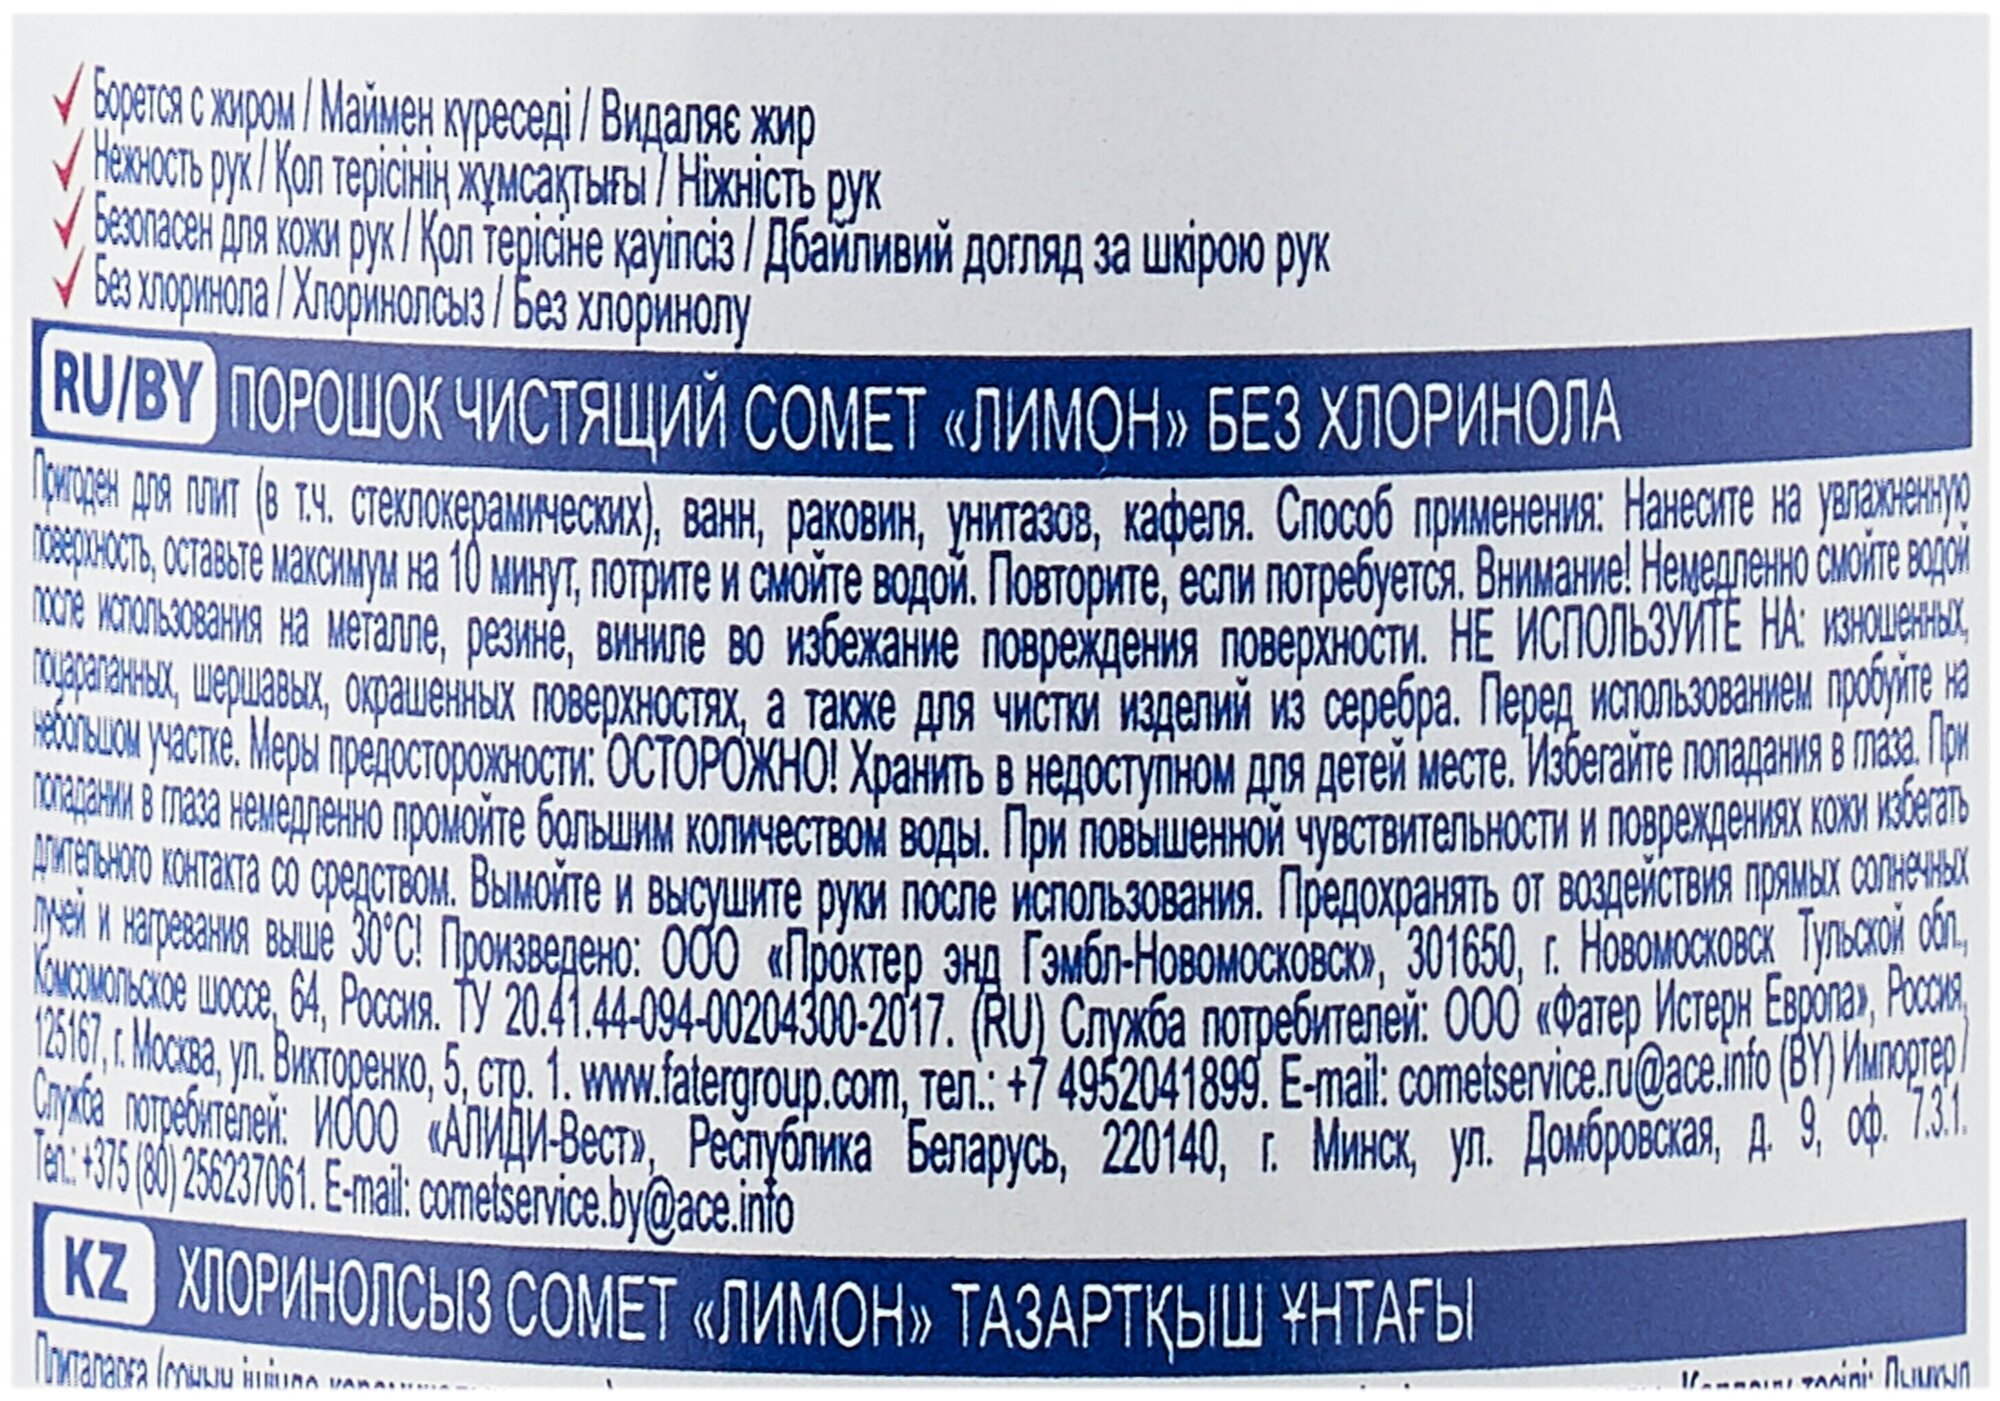 Борется с жиром / Маймен күреседі / Видаляє жир
Нежность рук / Қол терісінің жұмсақтығы / Ніжність рук
Безопасен для кожи рук / Қол терісіне қауіпсіз / Дбайливий догляд за шкірою рук
Без хлоринола / Хлоринолсыз / Без хлоринолу
RU/BY ПОРОШОК ЧИСТЯЩИЙ COMET «ЛИМОН» БЕЗ ХЛОРИНОЛА
Пригоден для плит (в т.ч. стеклокерамических), ванн, раковин, унитазов, кафеля. Способ применения: Нанесите на увлажненную
поверхность, оставьте максимум на 10 минут, потрите и смойте водой. Повторите, если потребуется. Внимание! Немедленно смойте водой
после использования на металле, резине, виниле во избежание повреждения поверхности. НЕ ИСПОЛЬЗУЙТЕ НА: изношенных,
поцарапанных, шершавых, окрашенных поверхностях, а также для чистки изделий из серебра. Перед использованием пробуйте на
небольшом участке. Меры предосторожности: ОСТОРОЖНО! Хранить в недоступном для детей месте. Избегайте попадания в глаза. При
попадании в глаза немедленно промойте большим количеством воды. При повышенной чувствительности и повреждениях кожи избегать
длительного контакта со средством. Вымойте и высушите руки после использования. Предохранять от воздействия прямых солнечных
лучей и нагревания выше 30°C! Произведено: ООО «Проктер энд Гэмбл-Новомосковск», 301650, г. Новомосковск Тульской обл.,
Комсомольское шоссе, 64, Россия. ТУ 20.41.44-094-00204300-2017. (RU) Служба потребителей: ООО «Фатер Истерн Европа», Россия,
125167, г. Москва, ул. Викторенко, 5, стр. 1. www.fatergroup.com, тел.: +7 4952041899. E-mail: cometservice.ru@ace.info (BY) Импортер /
Служба потребителей: ИООО «АЛИДИ-Вест», Республика Беларусь, 220140, г. Минск, ул. Домбровская, д. 9, оф. 7.3.1.
Тел.: +375 (80) 256237061. E-mail: cometservice.by@ace.info
KZ ХЛОРИНОЛСЫЗ COMET «ЛИМОН» ТАЗАРТҚЫШ ҰНТАҒЫ
Плиталарға (соның ішінде